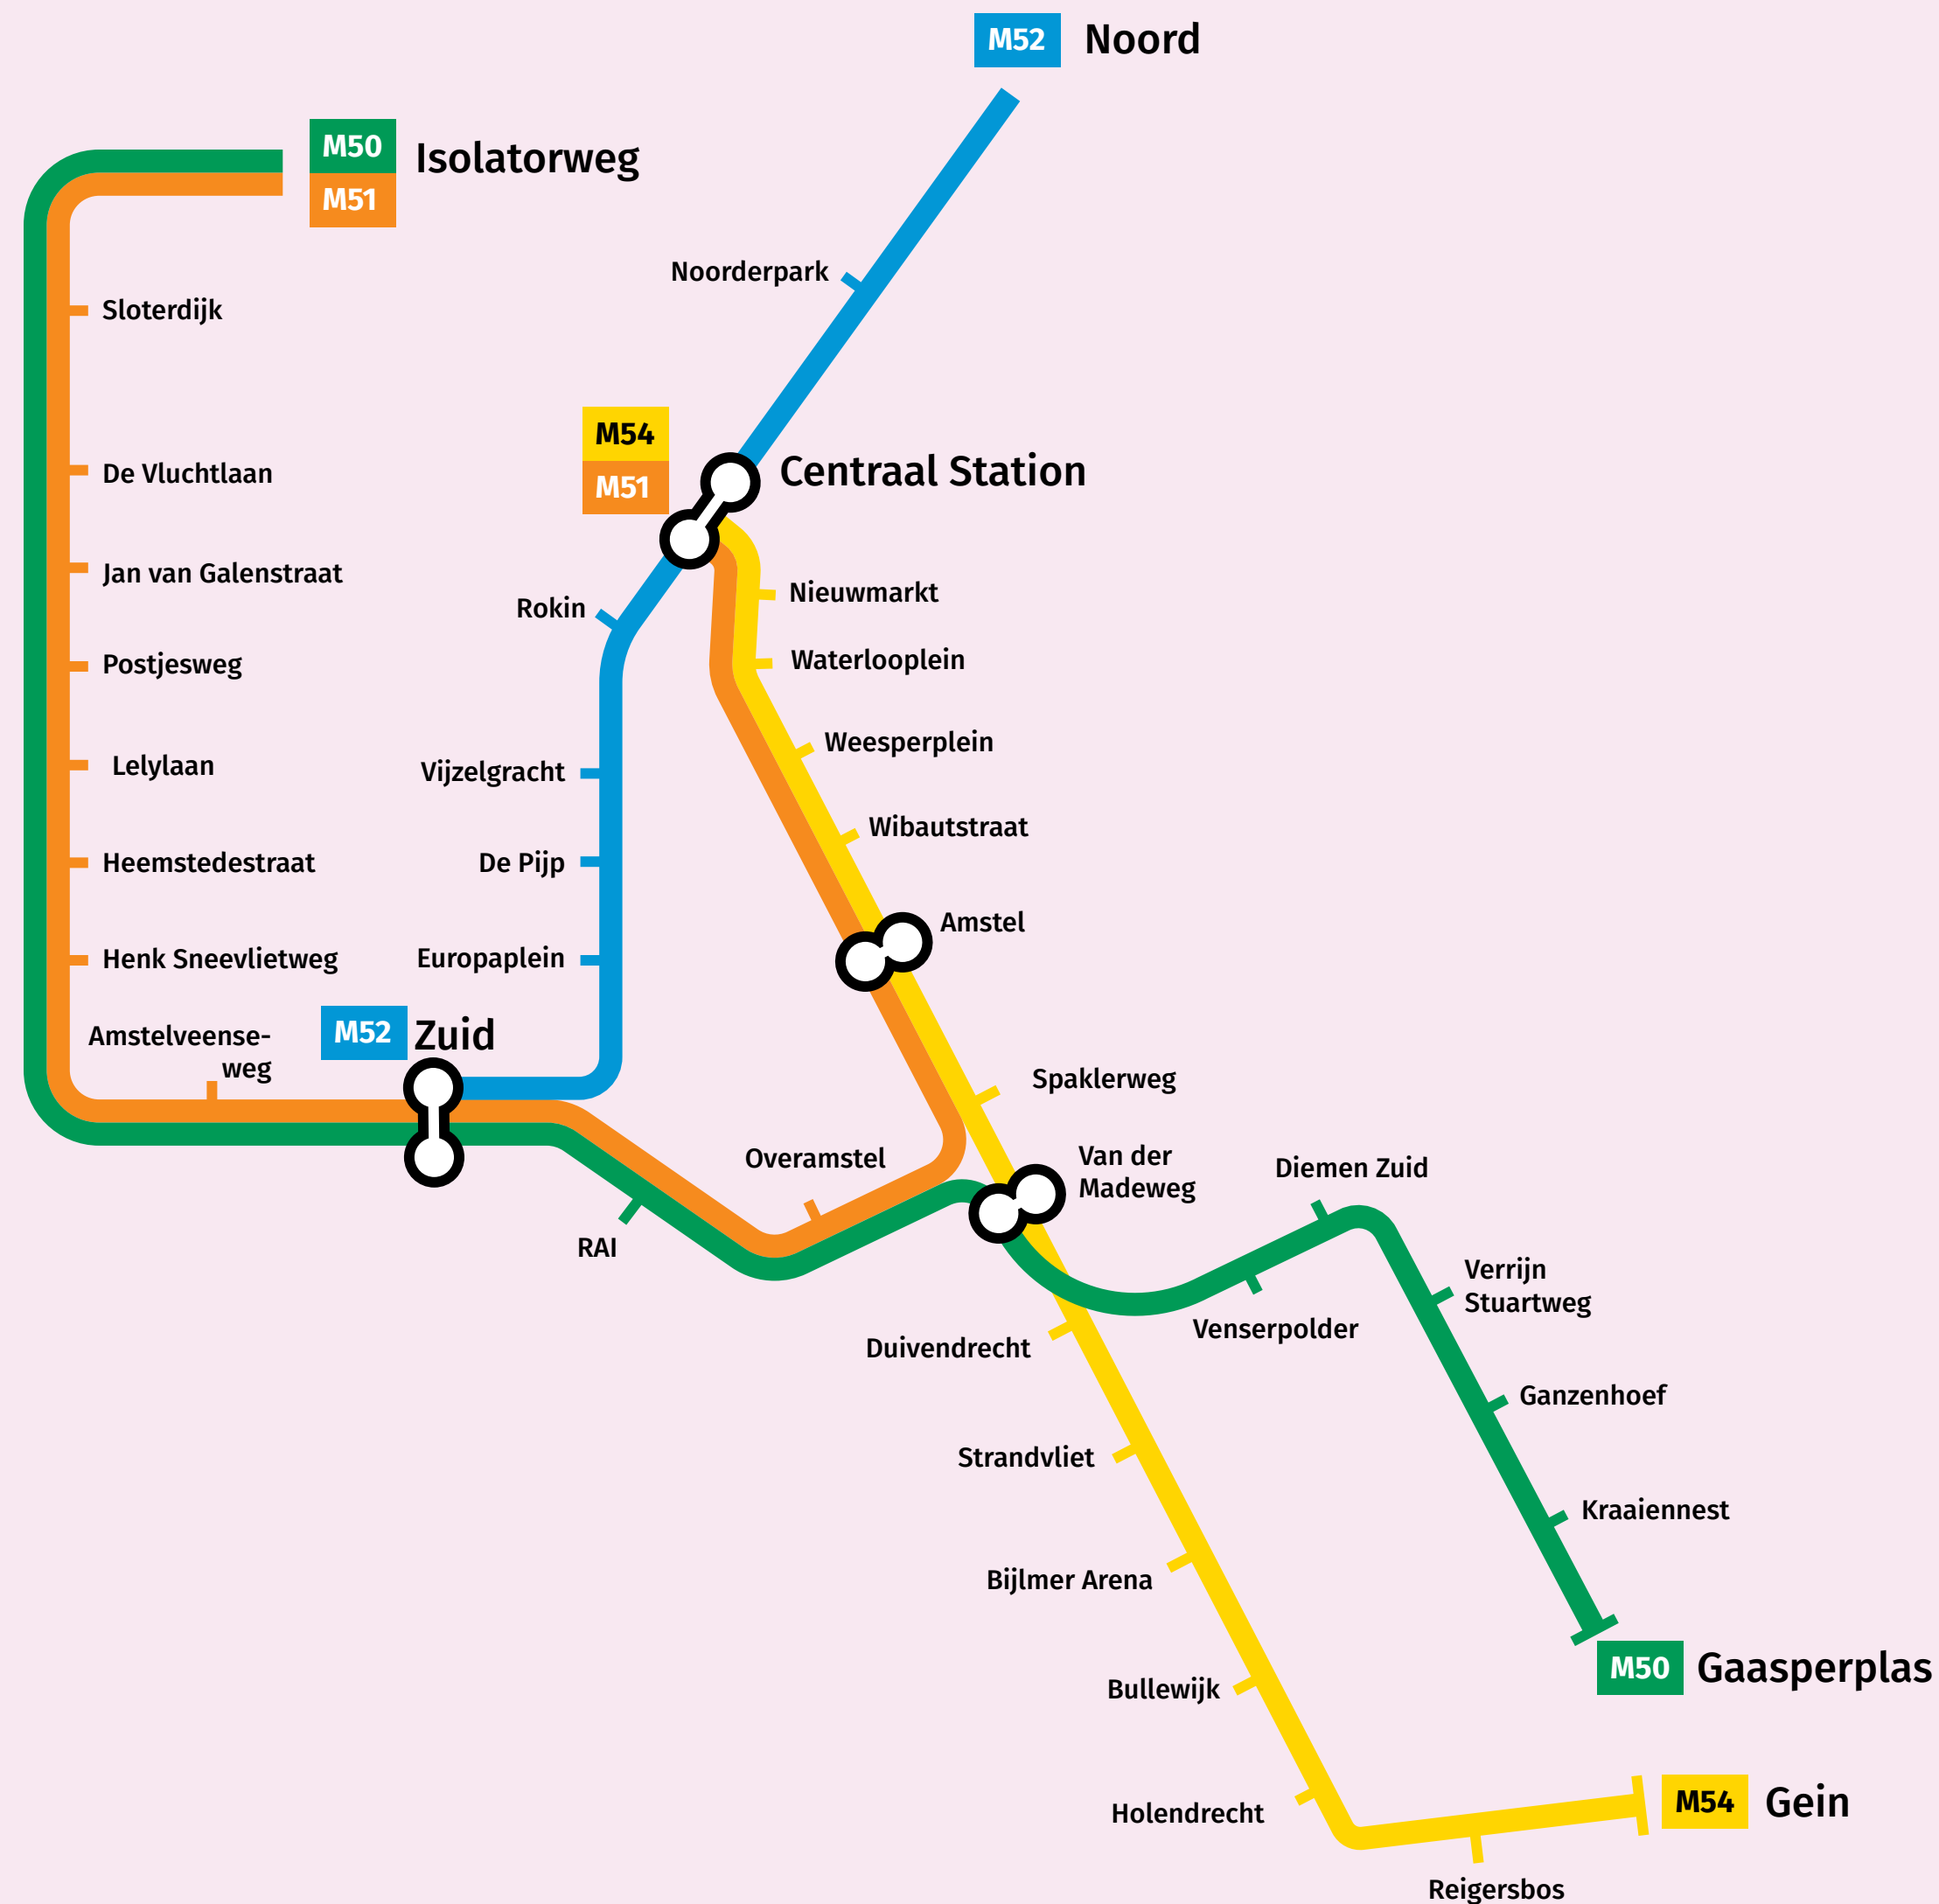 M52 Noord
M50 Isolatorweg
M51
Noorderpark
Sloterdijk
M54
M51
Centraal Station
De Vluchtlaan
Jan van Galenstraat
Postjesweg
Lelylaan
Heemstedestraat
Henk Sneevlietweg
Amstelveense-
weg
Rokin
Vijzelgracht
De Pijp
Europaplein
M52 Zuid
Nieuwmarkt
Waterlooplein
Weesperplein
Wibautstraat
Amstel
Spaklerweg
Van der
Madeweg
Overamstel
RAI
Diemen Zuid
Venserpolder
Verrijn
Stuartweg
Ganzenhoef
Kraaiennest
M50 Gaasperplas
Duivendrecht
Strandvliet
Bijlmer Arena
Bullewijk
Holendrecht
Reigersbos
M54 Gein